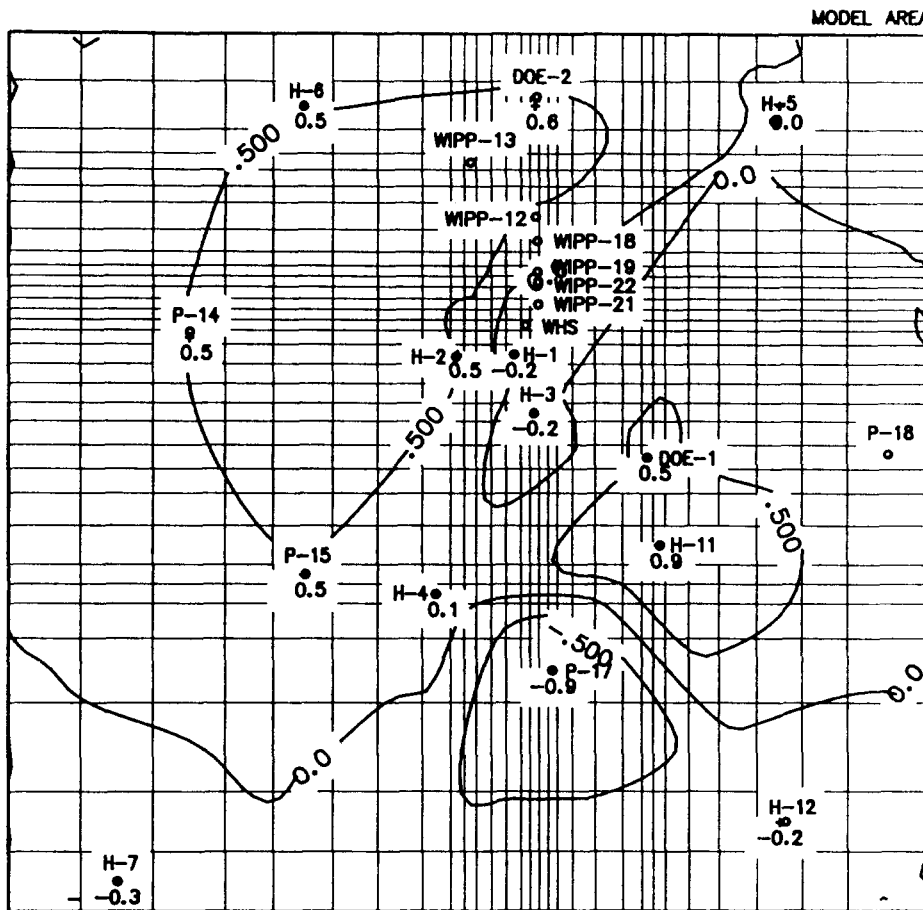 MODEL AREA
DOE-2
H-6
0.5
0.6
H-5
0.0
.500
WIPP-13
0.0
WIPP-12
WIPP-18
WIPP-19
WIPP-22
WIPP-21
P-14
0.5
WHS
H-2
0.5
H-1
-0.2
H-3
-0.2
.500
P-18
DOE-1
0.5
.500
H-11
0.9
P-15
0.5
H-4
0.1
-.500
P-17
-0.9
0.0
0.0
H-12
-0.2
H-7
-0.3